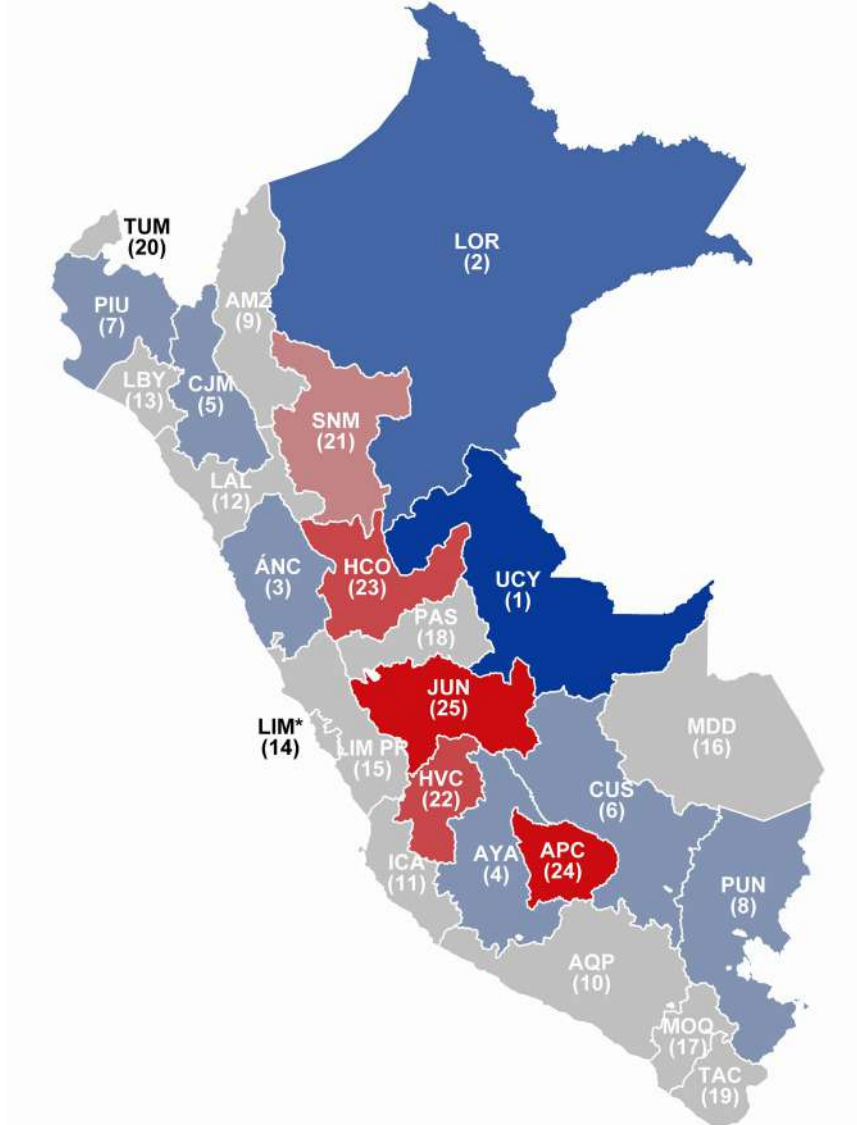 TUM
(20)
LOR
(2)
PIU
(7)
AMZ
(9)
LBY
(13)
CJM
(5)
SNM
(21)
LAL
(12)
ÁNC
(3)
HCO
(23)
UCY
(1)
PAS
(18)
JUN
(25)
LIM*
(14)
LIM PR
(15)
MDD
(16)
HVC
(22)
CUS
(6)
ICA
(11)
AYA
(4)
APC
(24)
PUN
(8)
AQP
(10)
MOQ
(17)
TAC
(19)